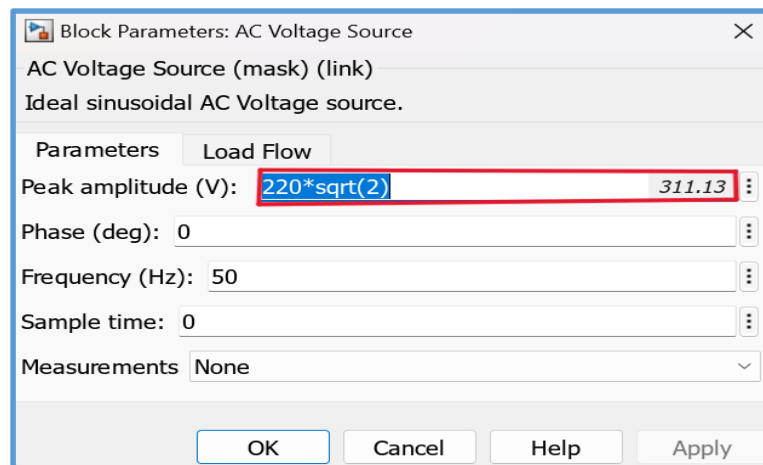 Block Parameters: AC Voltage Source
AC Voltage Source (mask) (link)
Ideal sinusoidal AC Voltage source.
Parameters Load Flow
Peak amplitude (V): 220*sqrt(2) 311.13
Phase (deg): 0
Frequency (Hz): 50
Sample time: 0
Measurements None
OK Cancel Help Apply